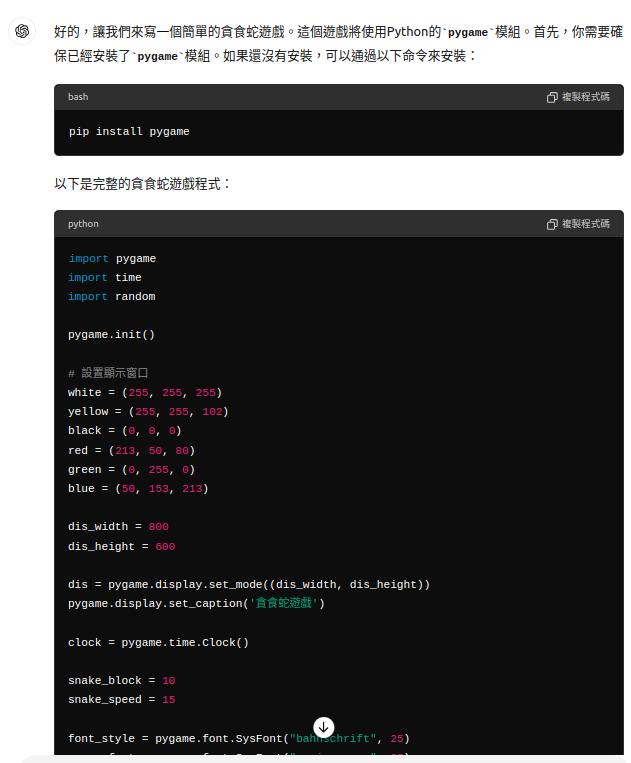 好的，讓我們來寫一個簡單的貪食蛇遊戲。這個遊戲將使用Python的`pygame`模組。首先，你需要確
保已經安裝了`pygame`模組。如果還沒有安裝，可以通過以下命令來安裝：
bash
複製程式碼
pip install pygame
以下是完整的貪食蛇遊戲程式：
python
複製程式碼
import pygame
import time
import random
pygame.init()
# 設置顯示窗口
white = (255, 255, 255)
yellow = (255, 255, 102)
black = (0, 0, 0)
red = (213, 50, 80)
green = (0, 255, 0)
blue = (50, 153, 213)
dis_width = 800
dis_height = 600
dis = pygame.display.set_mode((dis_width, dis_height))
pygame.display.set_caption('貪食蛇遊戲')
clock = pygame.time.Clock()
snake_block = 10
snake_speed = 15
font_style = pygame.font.SysFont("bahnschrift", 25)